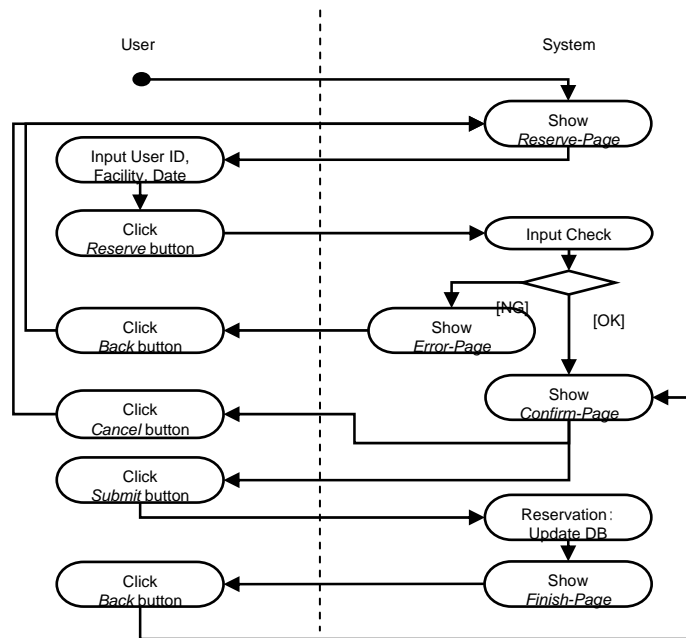 User
System
Show
Reserve-Page
Input User ID,
Facility, Date
Click
Reserve button
Input Check
[NG]
[OK]
Click
Back button
Show
Error-Page
Show
Confirm-Page
Click
Cancel button
Click
Submit button
Reservation:
Update DB
Click
Back button
Show
Finish-Page